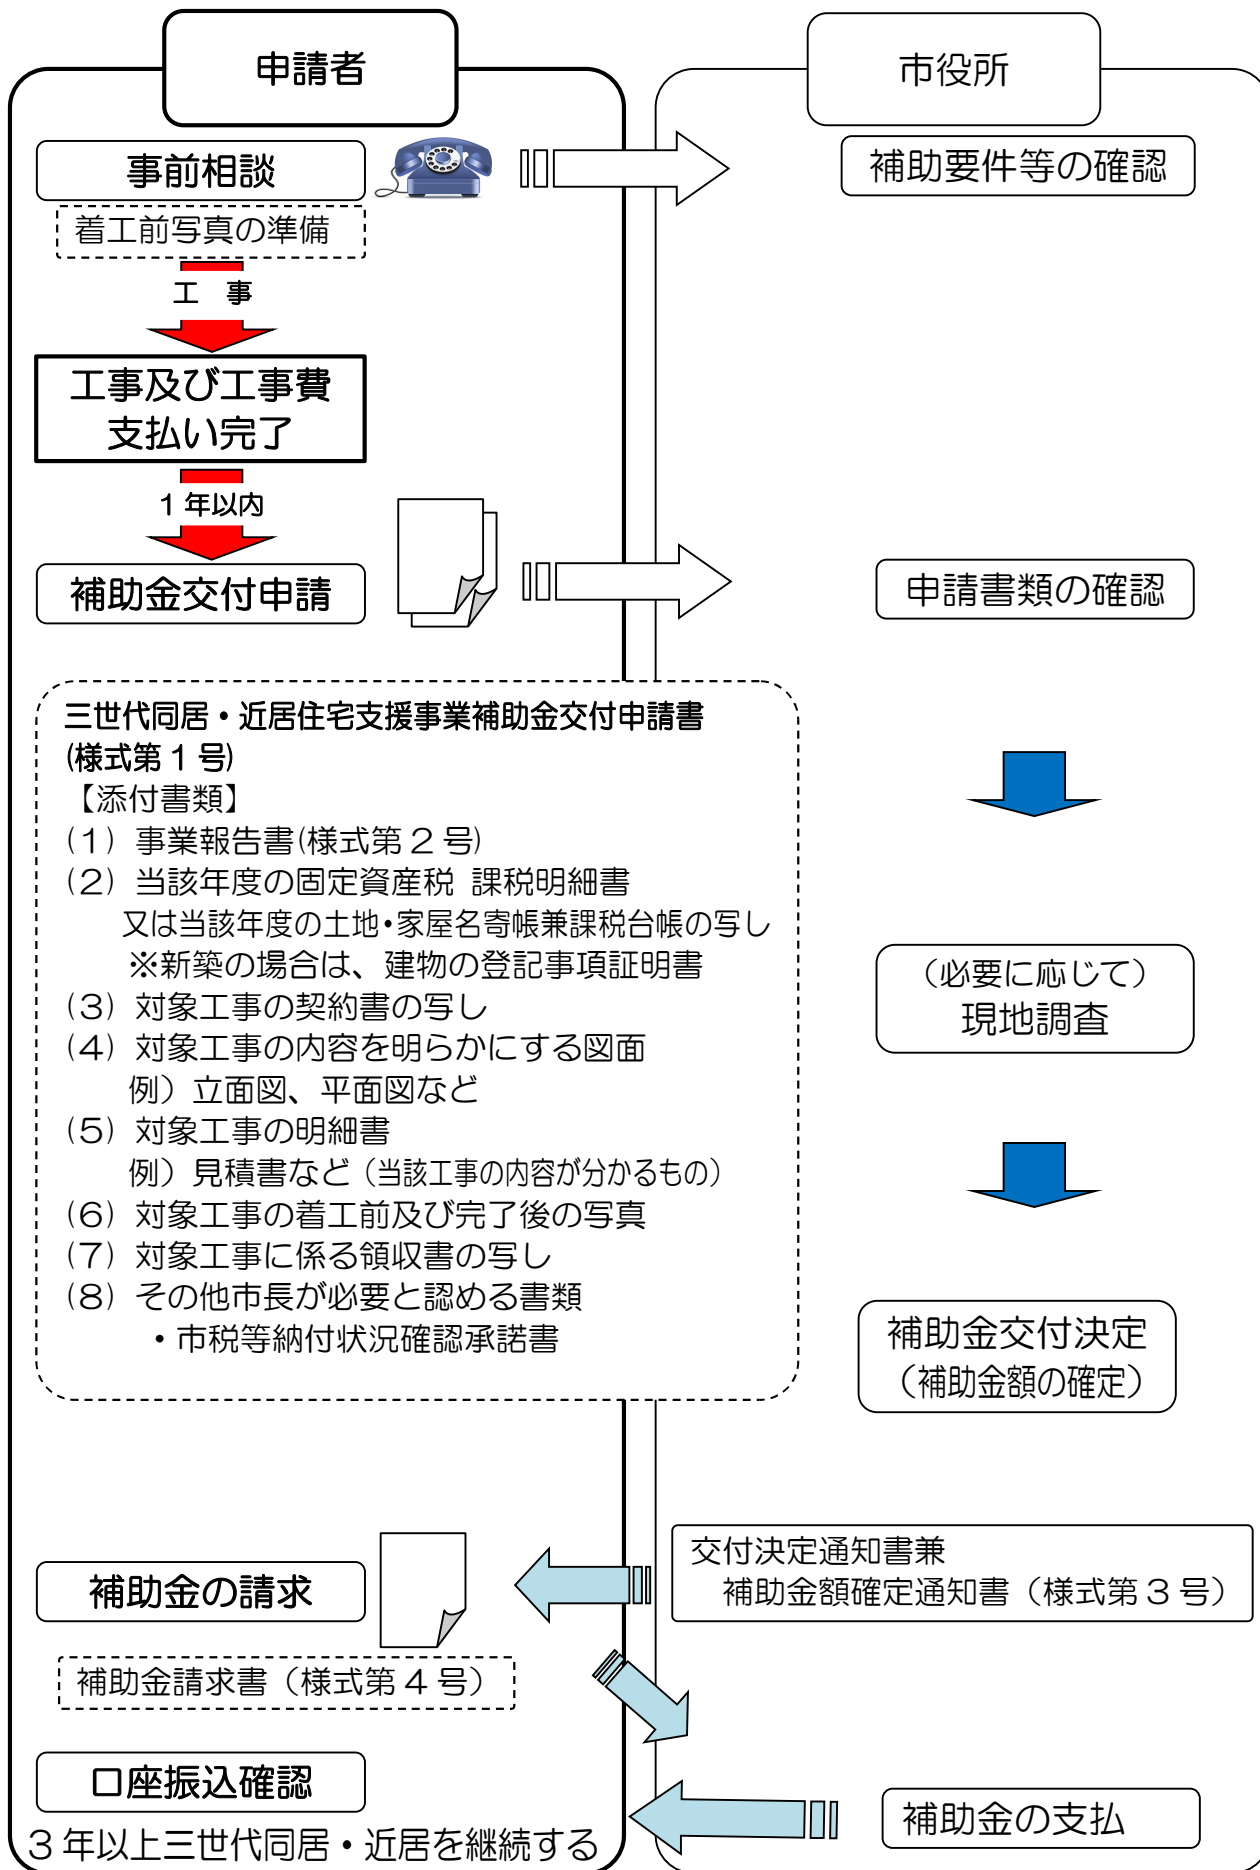 申請者
市役所
事前相談
補助要件等の確認
着工前写真の準備
工　事
工事及び工事費
支払い完了
1年以内
補助金交付申請
申請書類の確認
三世代同居・近居住宅支援事業補助金交付申請書
(様式第1号)
【添付書類】
(1) 事業報告書(様式第2号)
(2) 当該年度の固定資産税 課税明細書
又は当該年度の土地・家屋名寄帳兼課税台帳の写し
※新築の場合は、建物の登記事項証明書
(3) 対象工事の契約書の写し
(4) 対象工事の内容を明らかにする図面
例）立面図、平面図など
(5) 対象工事の明細書
例）見積書など（当該工事の内容が分かるもの）
(6) 対象工事の着工前及び完了後の写真
(7) 対象工事に係る領収書の写し
(8) その他市長が必要と認める書類
・市税等納付状況確認承諾書
（必要に応じて）
現地調査
補助金交付決定
（補助金額の確定）
交付決定通知書兼
補助金額確定通知書（様式第3号）
補助金の請求
補助金請求書（様式第4号）
口座振込確認
補助金の支払
3年以上三世代同居・近居を継続する